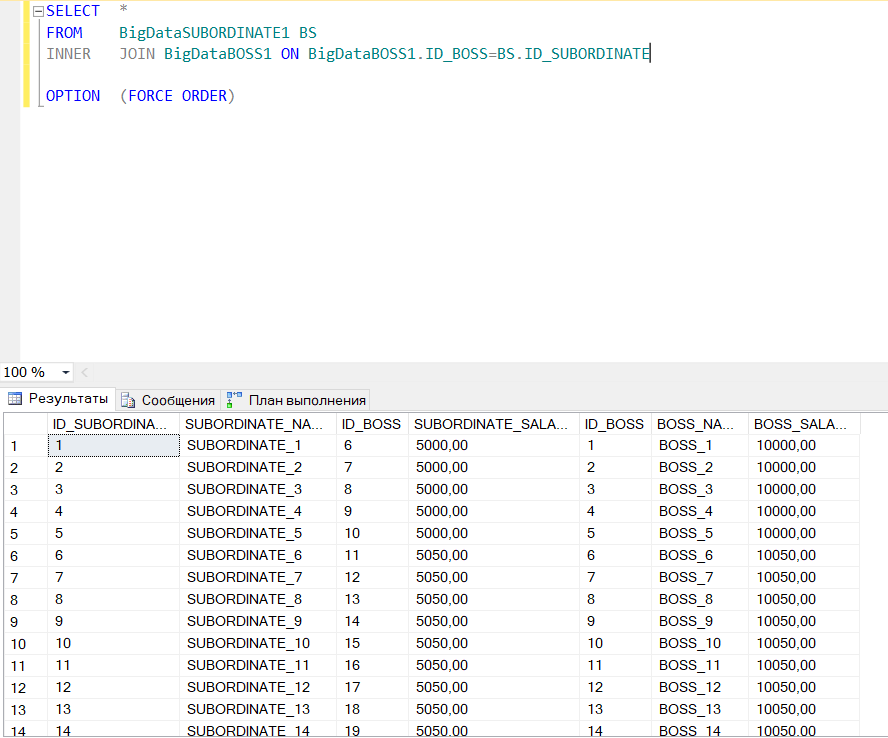 SELECT *
FROM BigDataSUBORDINATE1 BS
INNER JOIN BigDataBOSS1 ON BigDataBOSS1.ID_BOSS=BS.ID_SUBORDINATE
OPTION (FORCE ORDER)
100 %
Результаты Сообщения План выполнения
ID_SUBORDINA... SUBORDINATE_NA... ID_BOSS SUBORDINATE_SALA... ID_BOSS BOSS_NA... BOSS_SALA...
1 1 SUBORDINATE_1 6 5000,00 1 BOSS_1 10000,00
2 2 SUBORDINATE_2 7 5000,00 2 BOSS_2 10000,00
3 3 SUBORDINATE_3 8 5000,00 3 BOSS_3 10000,00
4 4 SUBORDINATE_4 9 5000,00 4 BOSS_4 10000,00
5 5 SUBORDINATE_5 10 5000,00 5 BOSS_5 10000,00
6 6 SUBORDINATE_6 11 5050,00 6 BOSS_6 10050,00
7 7 SUBORDINATE_7 12 5050,00 7 BOSS_7 10050,00
8 8 SUBORDINATE_8 13 5050,00 8 BOSS_8 10050,00
9 9 SUBORDINATE_9 14 5050,00 9 BOSS_9 10050,00
10 10 SUBORDINATE_10 15 5050,00 10 BOSS_10 10050,00
11 11 SUBORDINATE_11 16 5050,00 11 BOSS_11 10050,00
12 12 SUBORDINATE_12 17 5050,00 12 BOSS_12 10050,00
13 13 SUBORDINATE_13 18 5050,00 13 BOSS_13 10050,00
14 14 SUBORDINATE_14 19 5050,00 14 BOSS_14 10050,00